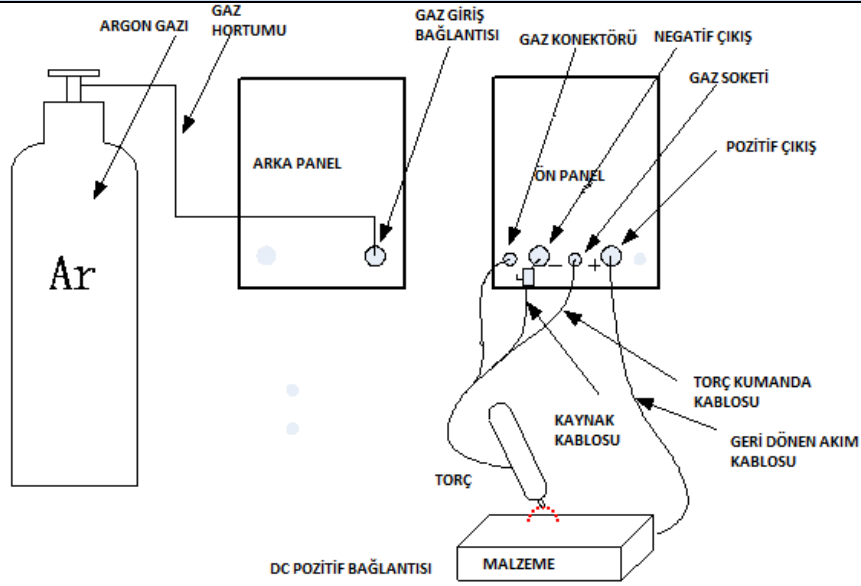 ARGON GAZI
GAZ
HORTUMU
GAZ GİRİŞ
BAĞLANTISI
GAZ KONEKTÖRÜ
NEGATİF ÇIKIŞ
GAZ SOKETİ
POZİTİF ÇIKIŞ
ARKA PANEL
ÖN PANEL
Ar
− +
TORÇ KUMANDA
KABLOSU
KAYNAK
KABLOSU
GERİ DÖNEN AKIM
KABLOSU
TORÇ
DC POZİTİF BAĞLANTISI
MALZEME